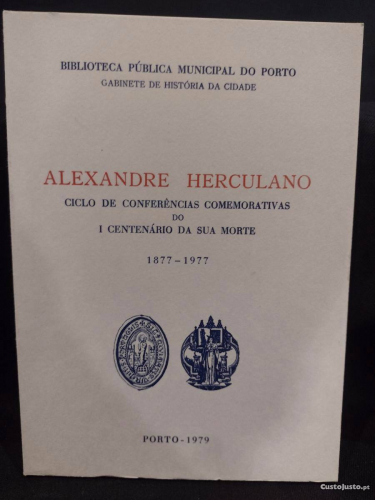 BIBLIOTECA PÚBLICA MUNICIPAL DO PORTO
GABINETE DE HISTÓRIA DA CIDADE
ALEXANDRE HERCULANO
CICLO DE CONFERÊNCIAS COMEMORATIVAS
DO
I CENTENÁRIO DA SUA MORTE
1877-1977
PORTO-1979
CustoJusto.pt